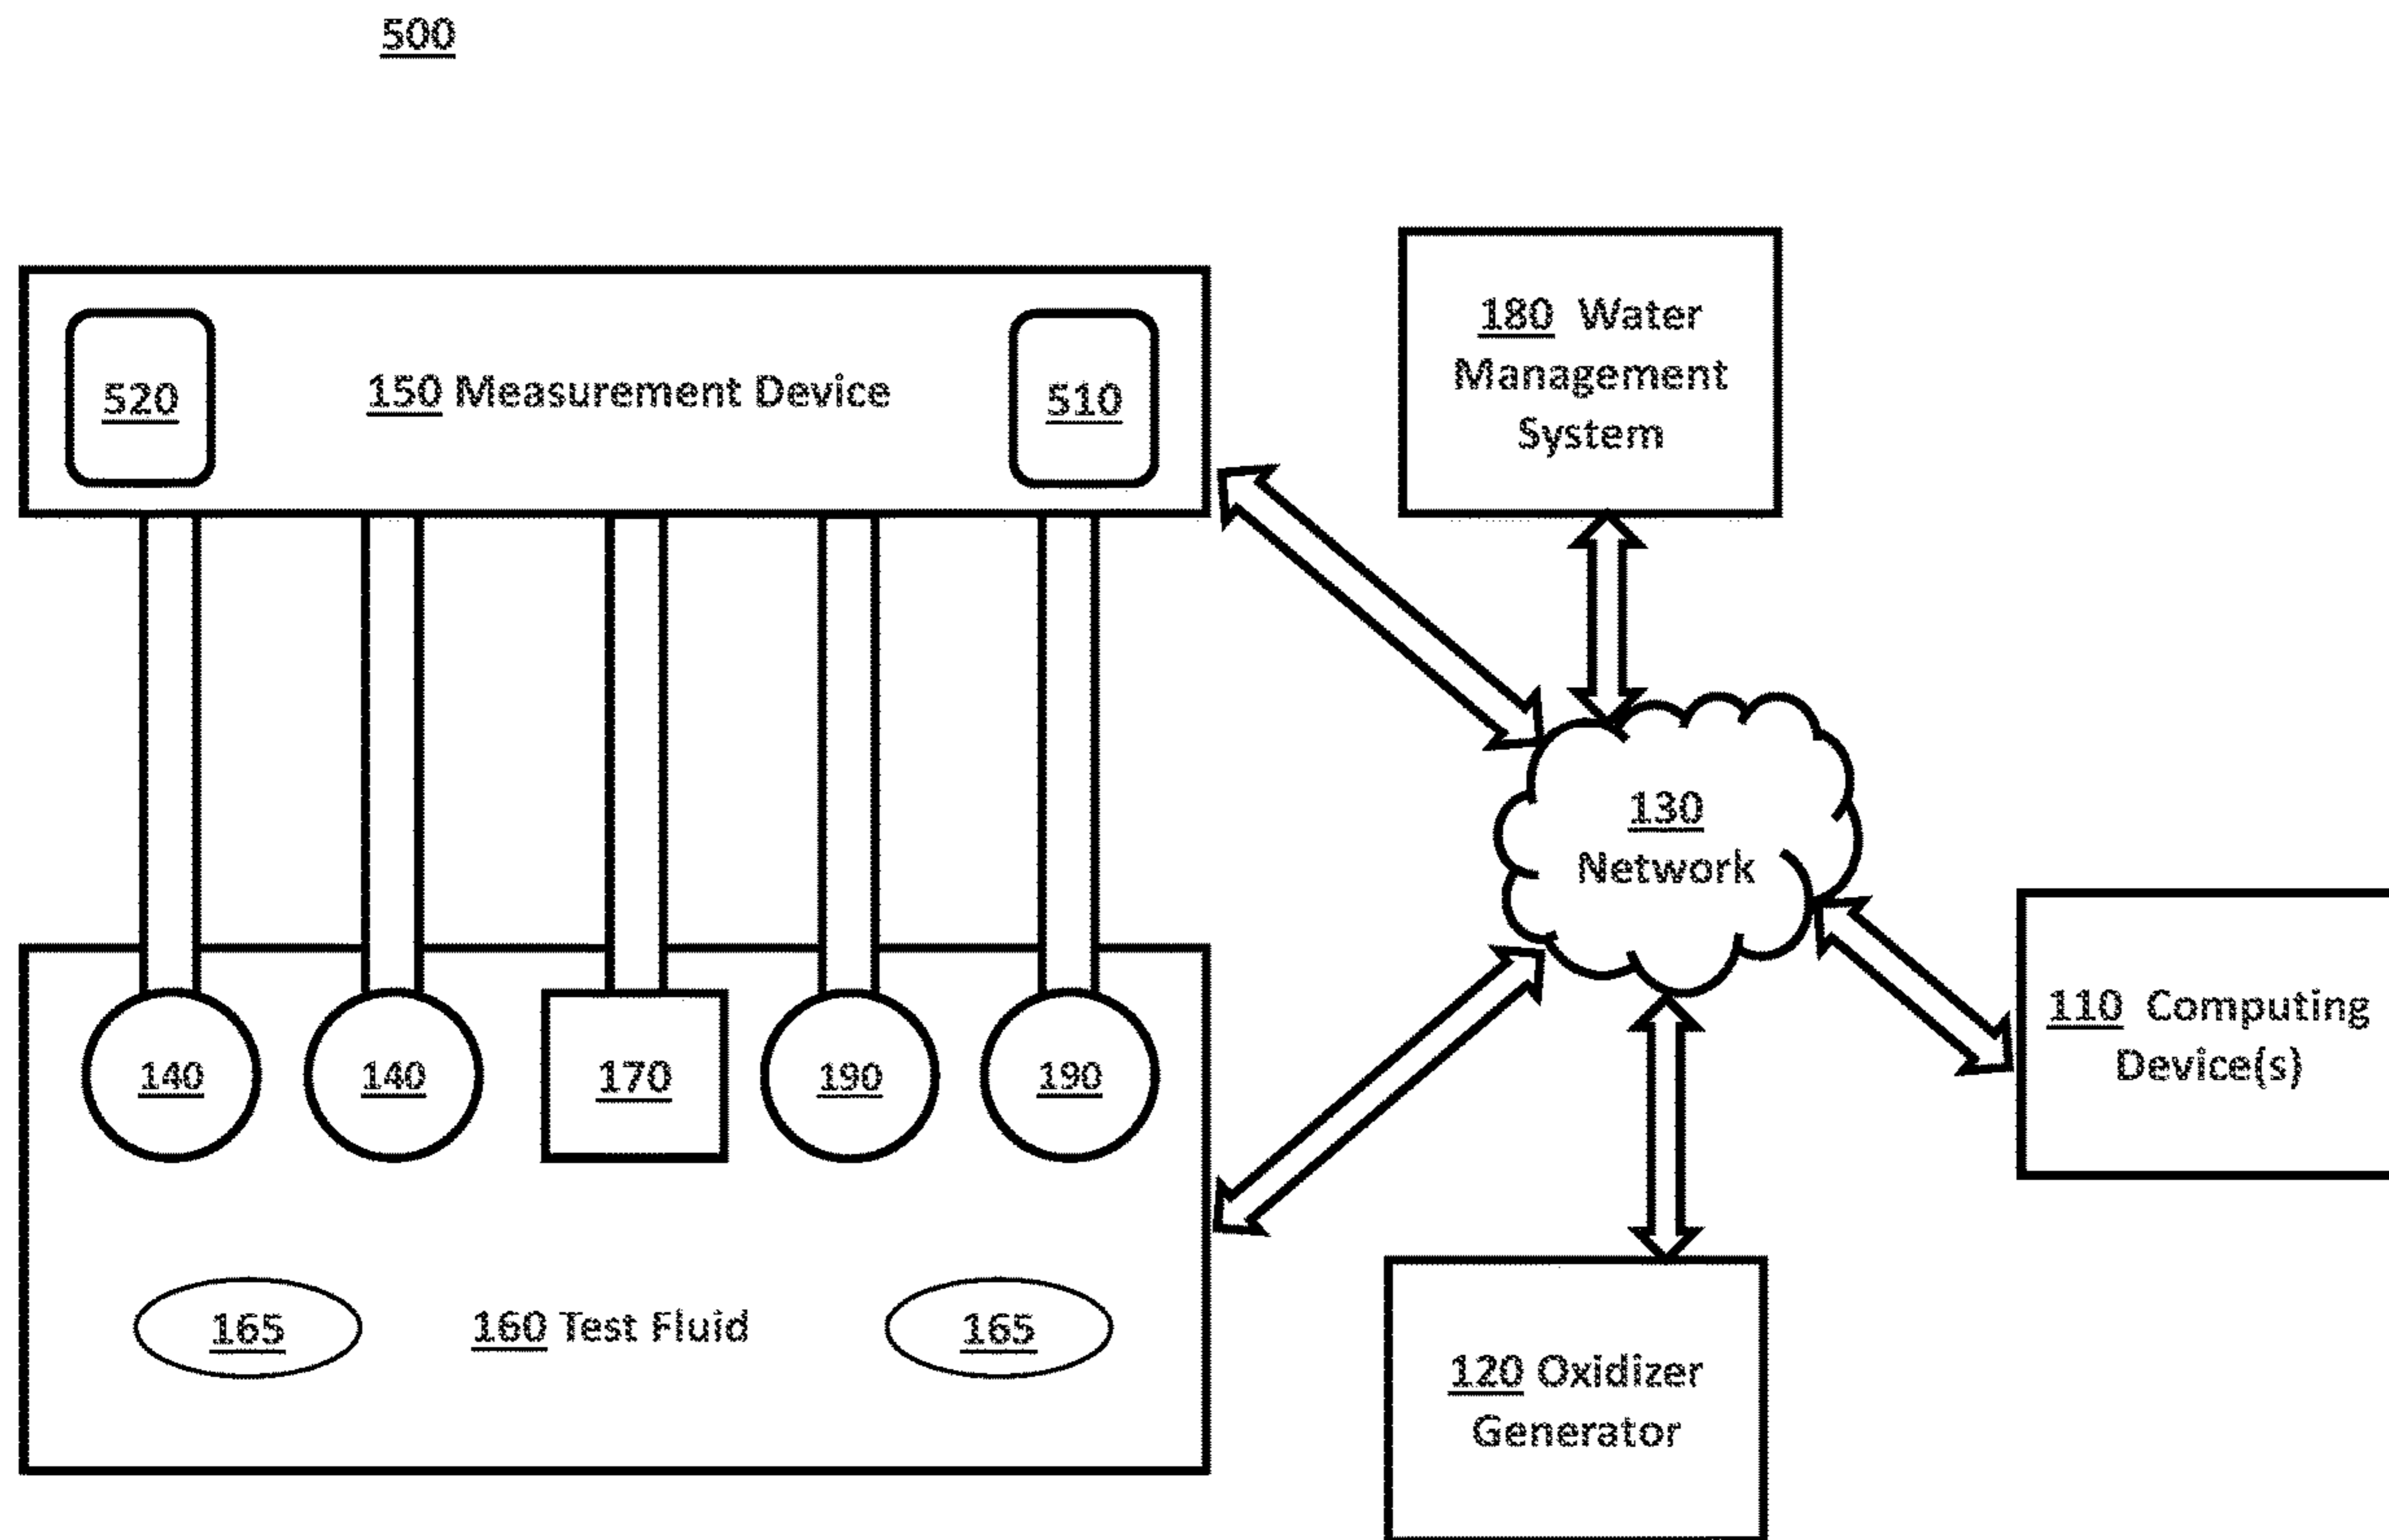 500
520
150 Measurement Device
510
180 Water
Management
System
130
Network
110 Computing
Device(s)
140
140
170
190
190
165
160 Test Fluid
165
120 Oxidizer
Generator